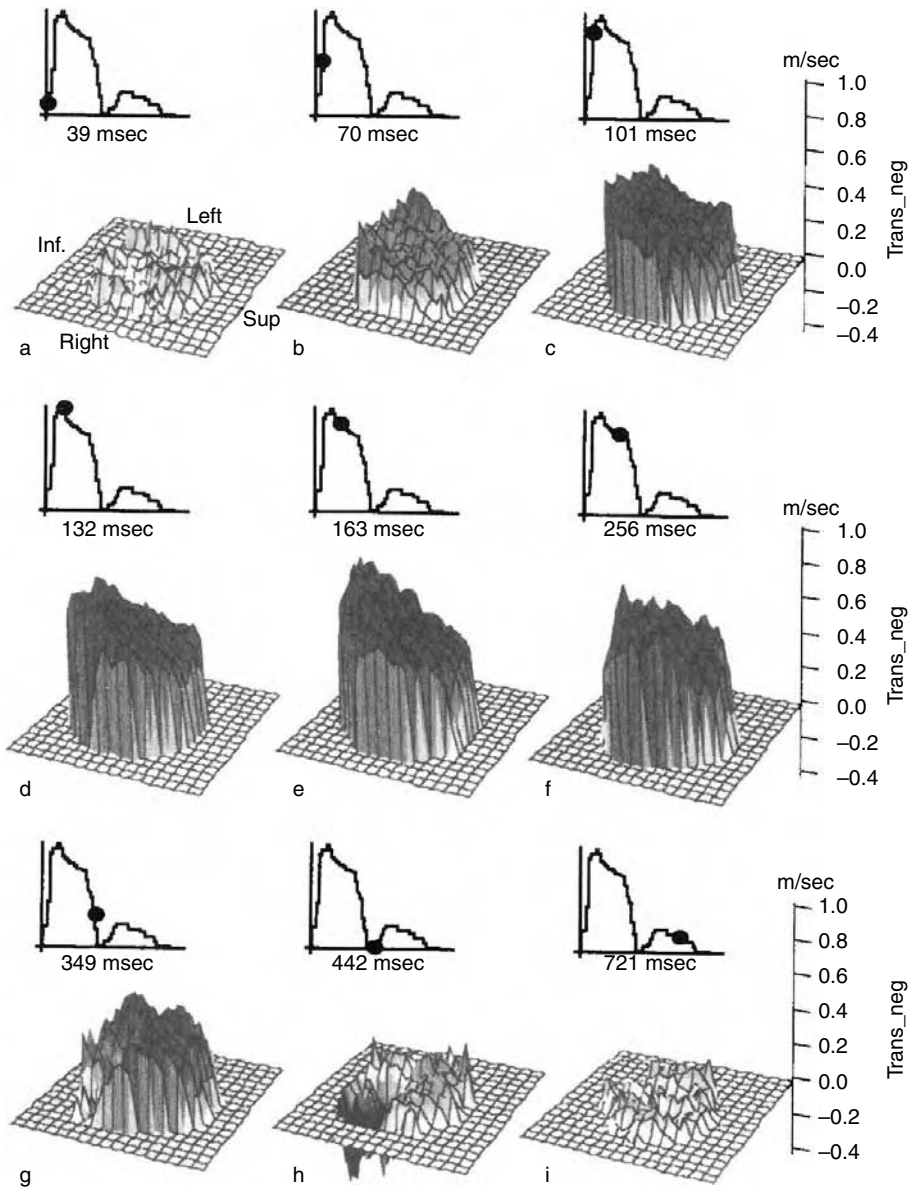 39 msec
70 msec
101 msec
m/sec
1.0
0.8
0.6
0.4
0.2
0.0
−0.2
−0.4
Trans_neg
Left
Inf.
Sup
Right
a
b
c
132 msec
163 msec
256 msec
m/sec
1.0
0.8
0.6
0.4
0.2
0.0
−0.2
−0.4
Trans_neg
d
e
f
349 msec
442 msec
721 msec
m/sec
1.0
0.8
0.6
0.4
0.2
0.0
−0.2
−0.4
Trans_neg
g
h
i